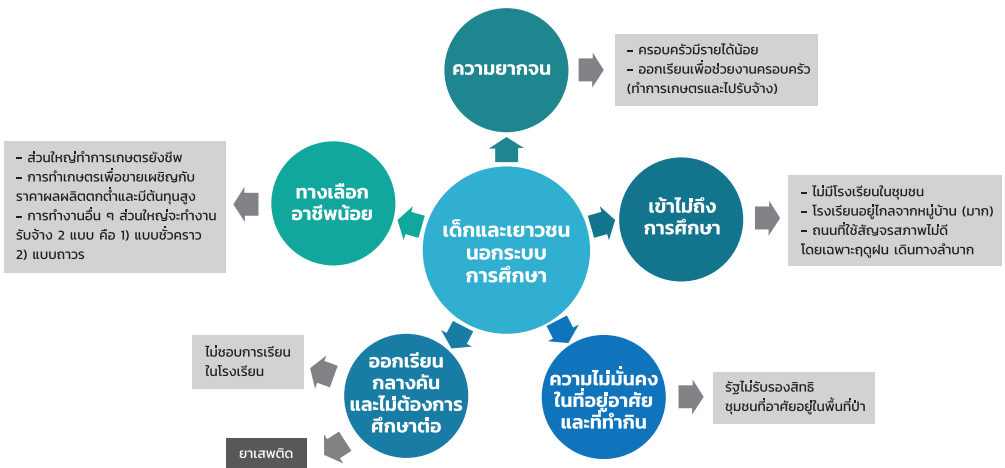 ความยากจน
– ครอบครัวมีรายได้น้อย
– ออกเรียนเพื่อช่วยงานครอบครัว
(ทำการเกษตรและไปรับจ้าง)
– ส่วนใหญ่ทำการเกษตรยังชีพ
– การทำเกษตรเพื่อขายเผชิญกับ
ราคาผลผลิตตกต่ำและมีต้นทุนสูง
– การทำงานอื่น ๆ ส่วนใหญ่จะทำงาน
รับจ้าง 2 แบบ คือ 1) แบบชั่วคราว
2) แบบถาวร
ทางเลือก
อาชีพน้อย
เด็กและเยาวชน
นอกระบบ
การศึกษา
เข้าไม่ถึง
การศึกษา
– ไม่มีโรงเรียนในชุมชน
– โรงเรียนอยู่ไกลจากหมู่บ้าน (มาก)
– ถนนที่ใช้สัญจรสภาพไม่ดี
โดยเฉพาะฤดูฝน เดินทางลำบาก
ไม่ชอบการเรียน
ในโรงเรียน
ยาเสพติด
ออกเรียน
กลางคัน
และไม่ต้องการ
ศึกษาต่อ
ความไม่มั่นคง
ในที่อยู่อาศัย
และที่ทำกิน
รัฐไม่รับรองสิทธิ
ชุมชนที่อาศัยอยู่ในพื้นที่ป่า